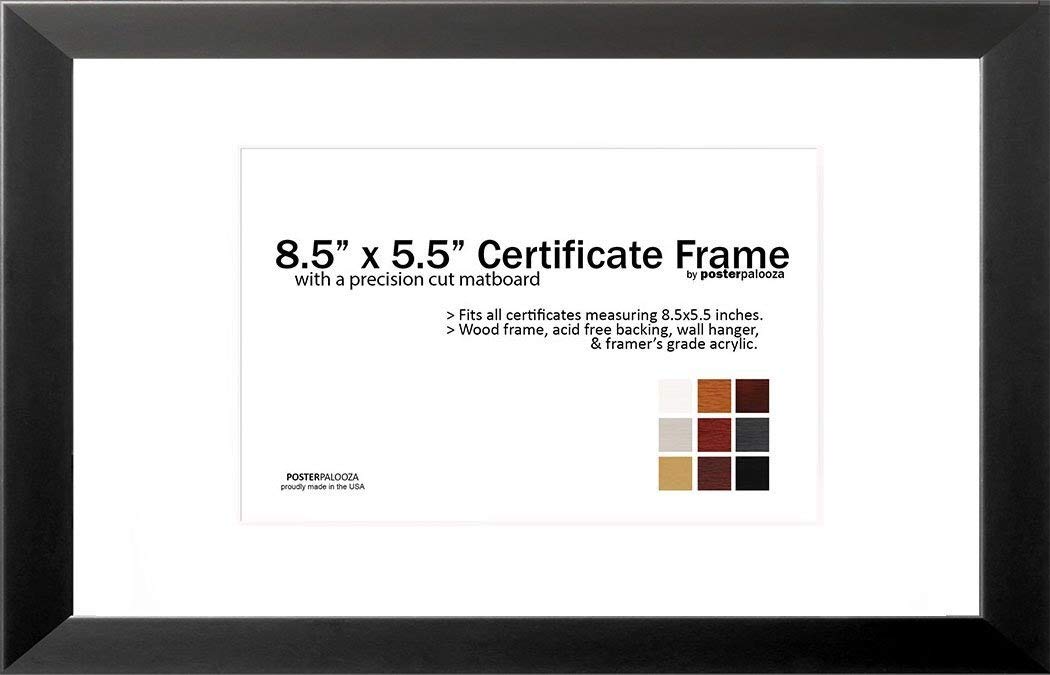 8.5” x 5.5” Certificate Frame
by posterpalooza
with a precision cut matboard
> Fits all certificates measuring 8.5x5.5 inches.
> Wood frame, acid free backing, wall hanger,
& framer’s grade acrylic.
POSTERPALOOZA
proudly made in the USA